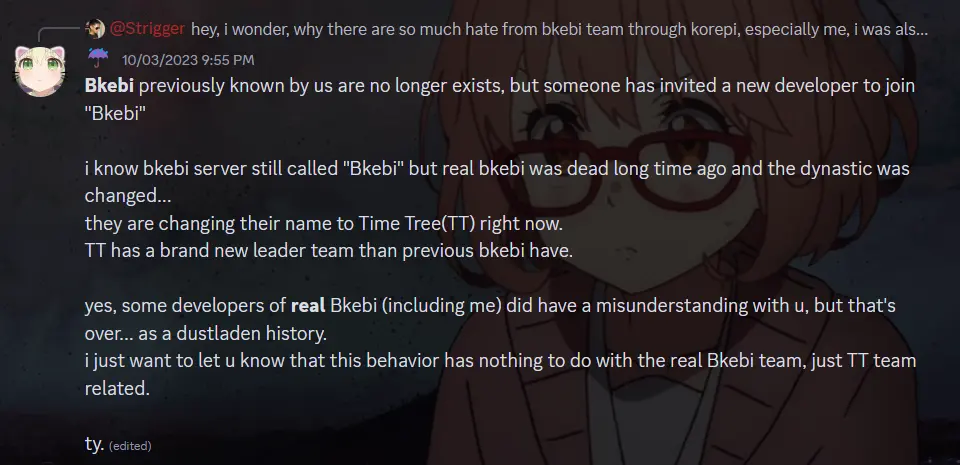 @Strigger hey, i wonder, why there are so much hate from bkebi team through korepi, especially me, i was als...
10/03/2023 9:55 PM
Bkebi previously known by us are no longer exists, but someone has invited a new developer to join
"Bkebi"
i know bkebi server still called "Bkebi" but real bkebi was dead long time ago and the dynastic was
changed...
they are changing their name to Time Tree(TT) right now.
TT has a brand new leader team than previous bkebi have.
yes, some developers of real Bkebi (including me) did have a misunderstanding with u, but that's
over... as a dustladen history.
i just want to let u know that this behavior has nothing to do with the real Bkebi team, just TT team
related.
ty. (edited)